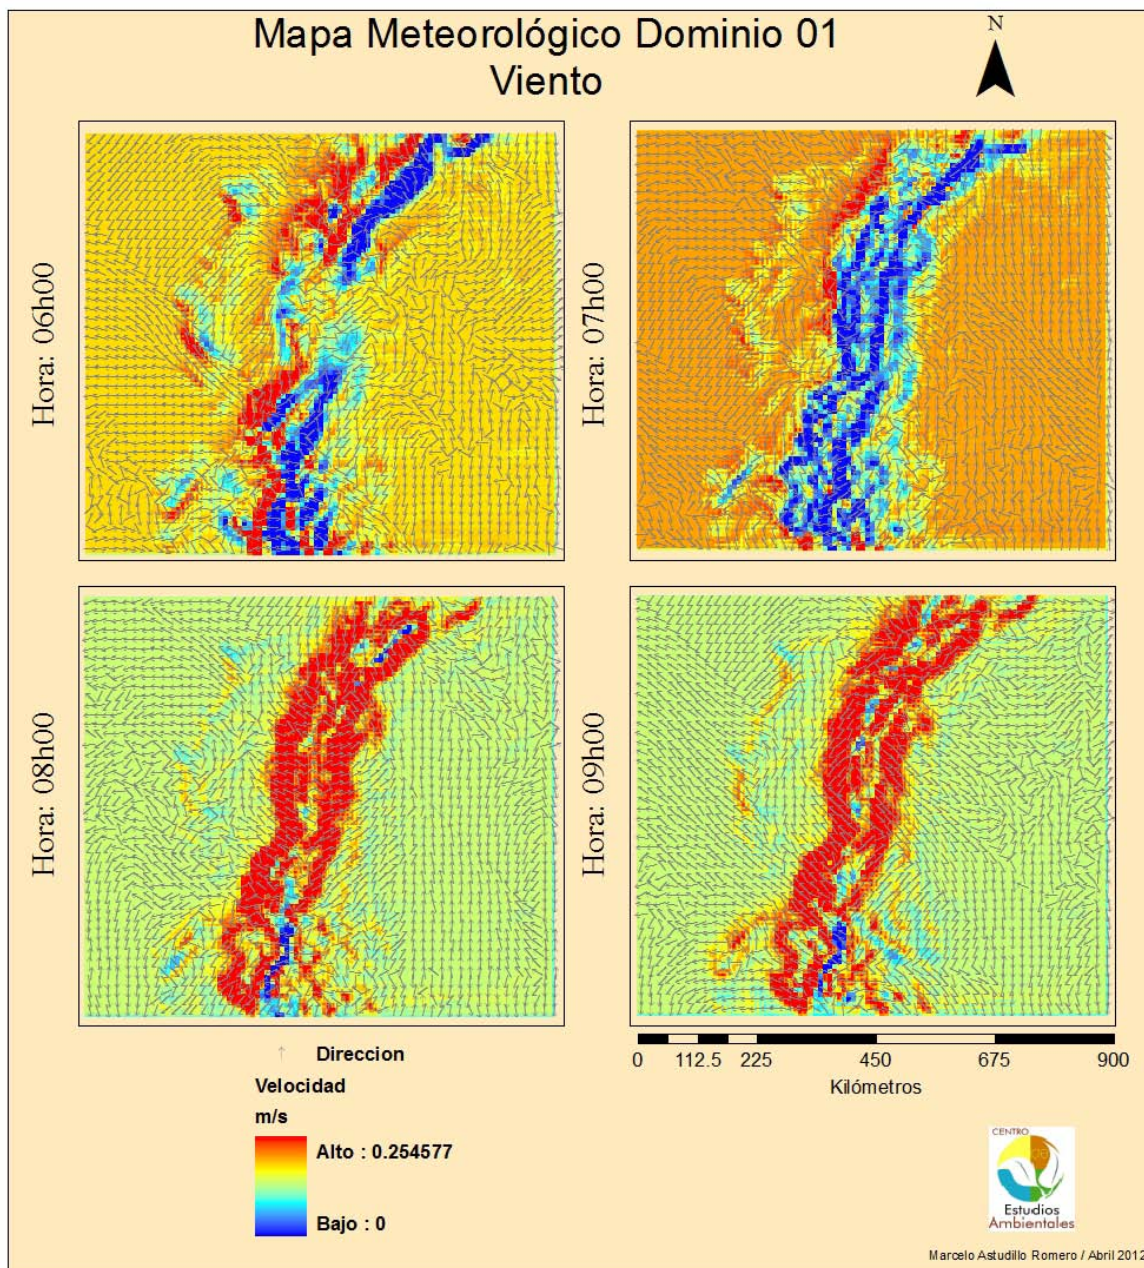 Mapa Meteorológico Dominio 01
Viento
N
Hora: 06h00
Hora: 07h00
Hora: 08h00
Hora: 09h00
Direccion
Velocidad
m/s
Alto : 0.254577
Bajo : 0
0 112.5 225 450 675 900
Kilómetros
CENTRO
Estudios
Ambientales
Marcelo Astudillo Romero / Abril 2012